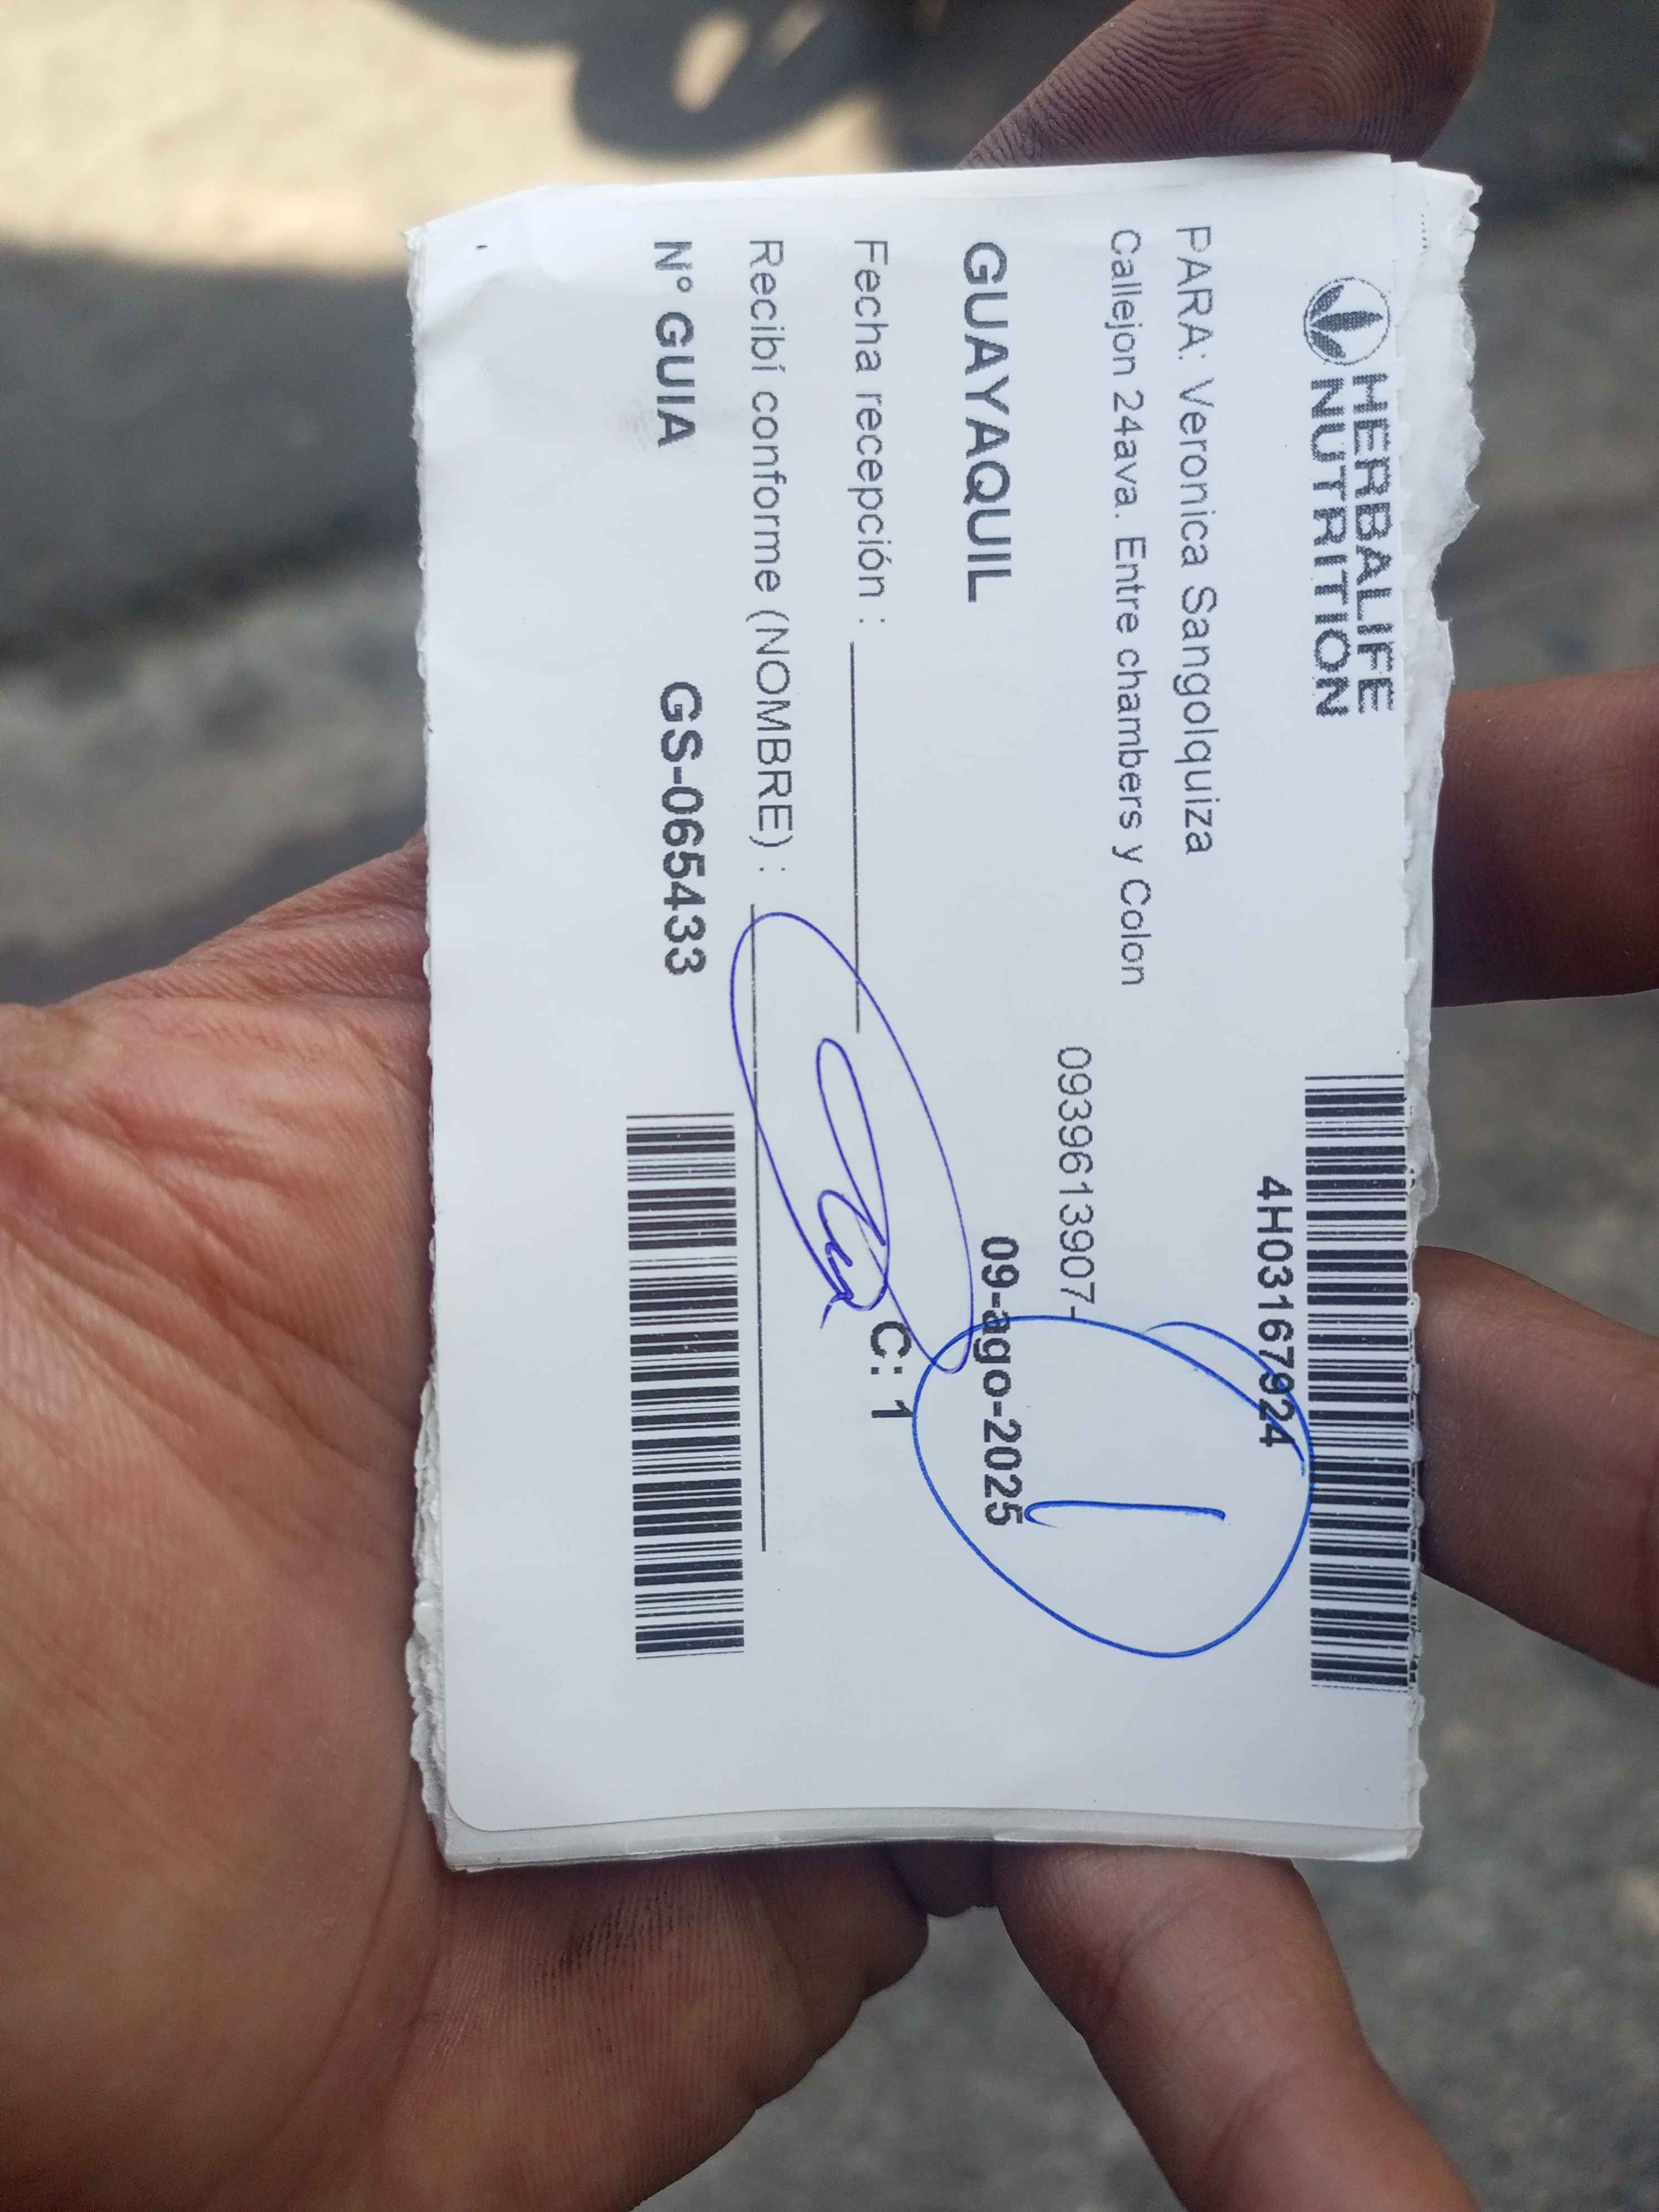 HERBALIFE
NUTRITION
4H03167924
PARA: Veronica Sangolquiza
Callejon 24ava. Entre chambers y Colon
0939613907-
GUAYAQUIL
09-ago-2025
Fecha recepción :
C: 1
Recibí conforme (NOMBRE) :
N° GUIA
GS-065433